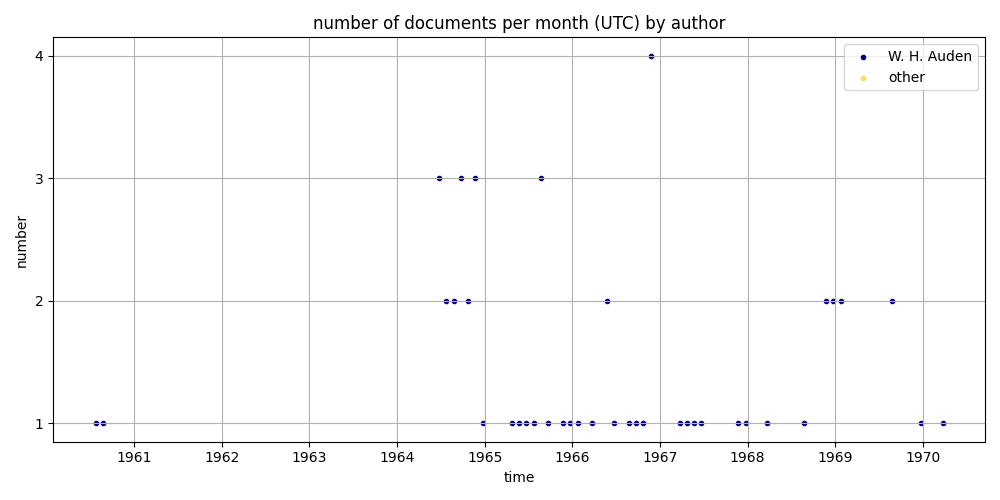 number of documents per month (UTC) by author
W. H. Auden
other
number
4
3
2
1
1961 1962 1963 1964 1965 1966 1967 1968 1969 1970
time